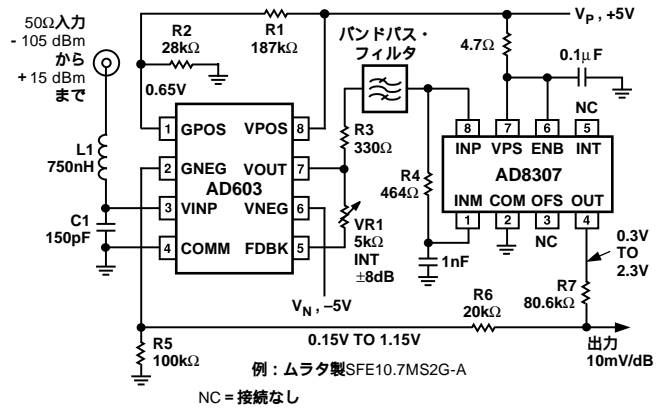 50Ω入力
- 105 dBm
から
+ 15 dBm
まで
R2
28kΩ
R1
187kΩ
0.65V
バンドパス・
フィルタ
VP , +5V
4.7Ω
0.1μF
NC
L1
750nH
C1
150pF
1 GPOS VPOS 8
2 GNEG VOUT 7
AD603
3 VINP VNEG 6
4 COMM FDBK 5
R3
330Ω
R4
464Ω
VR1
5kΩ
INT
±8dB
VN , –5V
8 7 6 5
INP VPS ENB INT
AD8307
INM COM OFS OUT
1 2 3 4
NC
1nF
0.3V
TO
2.3V
R7
80.6kΩ
R6
20kΩ
0.15V TO 1.15V
出力
10mV/dB
R5
100kΩ
例：ムラタ製SFE10.7MS2G-A
NC = 接続なし